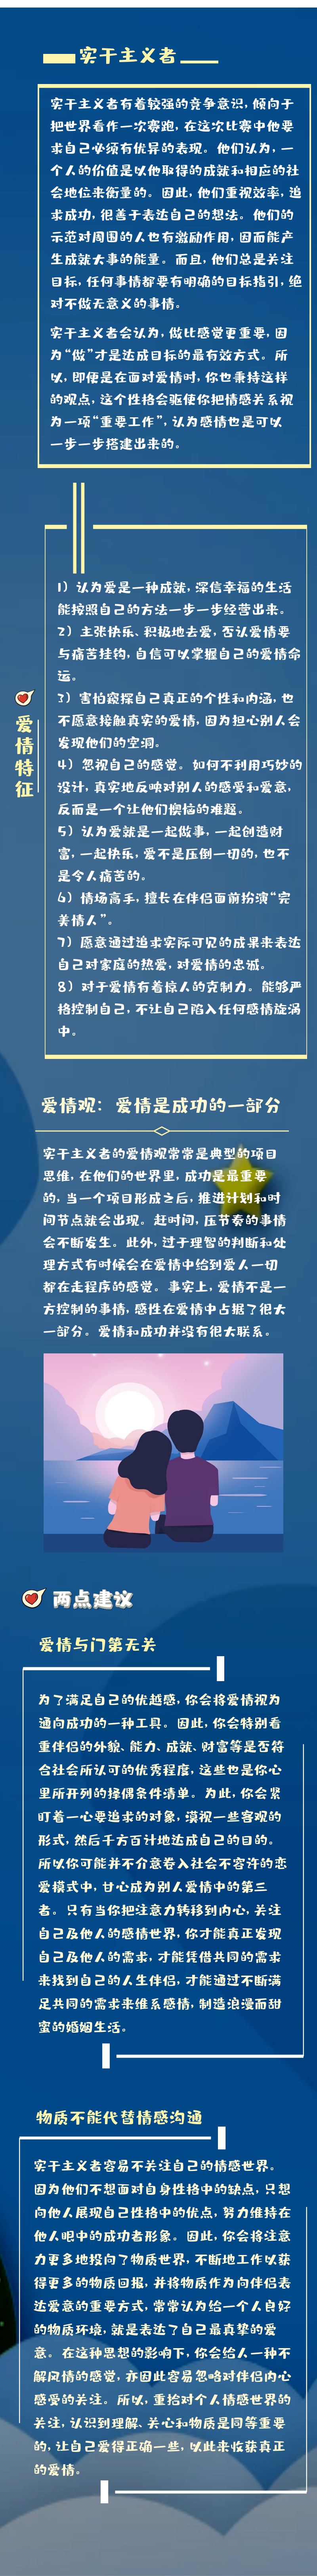 实干主义者
实干主义者有着较强的竞争意识，倾向于
把世界看作一次赛跑，在这次比赛中他要
求自己必须有优异的表现。他们认为，一
个人的价值是以他取得的成就和相应的社
会地位来衡量的。因此，他们重视效率，追
求成功，很善于表达自己的想法。他们的
示范对周围的人也有激励作用，因而能产
生成就大事的能量。而且，他们总是关注
目标，任何事情都要有明确的目标指引，绝
对不做无意义的事情。
实干主义者会认为，做比感觉更重要，因
为“做”才是达成目标的最有效方式。所
以，即便是在面对爱情时，你也秉持这样
的观点，这个性格会驱使你把情感关系视
为一项“重要工作”，认为感情也是可以
一步一步搭建出来的。
爱情特征
1）认为爱是一种成就，深信幸福的生活
能按照自己的方法一步一步经营出来。
2）主张快乐、积极地去爱，否认爱情要
与痛苦挂钩，自信可以掌握自己的爱情命
运。
3）害怕窥探自己真正的个性和内涵，也
不愿意接触真实的爱情，因为担心别人会
发现他们的空洞。
4）忽视自己的感觉。如何不利用巧妙的
设计，真实地反映对别人的感受和爱意，
反而是一个让他们懊恼的难题。
5）认为爱就是一起做事，一起创造财
富，一起快乐，爱不是压倒一切的，也不
是令人痛苦的。
6）情场高手，擅长在伴侣面前扮演“完
美情人”。
7）愿意通过追求实际可见的成果来表达
自己对家庭的热爱，对爱情的忠诚。
8）对于爱情有着惊人的克制力。能够严
格控制自己，不让自己陷入任何感情旋涡
中。
爱情观：爱情是成功的一部分
实干主义者的爱情观常常是典型的项目
思维，在他们的世界里，成功是最重要
的，当一个项目形成之后，推进计划和时
间节点就会出现。赶时间，压节奏的事情
会不断发生。此外，过于理智的判断和处
理方式有时候会在爱情中给到爱人一切
都在走程序的感觉。事实上，爱情不是一
方控制的事情，感性在爱情中占据了很大
一部分。爱情和成功并没有很大联系。
两点建议
爱情与门第无关
为了满足自己的优越感，你会将爱情视为
通向成功的一种工具。因此，你会特别看
重伴侣的外貌、能力、成就、财富等是否符
合社会所认可的优秀程度，这些也是你心
里所开列的择偶条件清单。为此，你会紧
盯着一心要追求的对象，漠视一些客观的
形式，然后千方百计地达成自己的目的。
所以你可能并不介意卷入社会不容许的恋
爱模式中，甘心成为别人爱情中的第三
者。只有当你把注意力转移到内心，关注
自己及他人的感情世界，你才能真正发现
自己及他人的需求，才能凭借共同的需求
来找到自己的人生伴侣，才能通过不断满
足共同的需求来维系感情，制造浪漫而甜
蜜的婚姻生活。
物质不能代替情感沟通
实干主义者容易不关注自己的情感世界。
因为他们不想面对自身性格中的缺点，只想
向他人展现自己性格中的优点，努力维持在
他人眼中的成功者形象。因此，你会将注意
力更多地投向了物质世界，不断地工作以获
得更多的物质回报，并将物质作为向伴侣表
达爱意的重要方式，常常认为给一个人良好
的物质环境，就是表达了自己最真挚的爱
意。在这种思想的影响下，你会给人一种不
解风情的感觉，亦因此容易忽略对伴侣内心
感受的关注。所以，重拾对个人情感世界的
关注，认识到理解、关心和物质是同等重要
的，让自己爱得正确一些，以此来收获真正
的爱情。